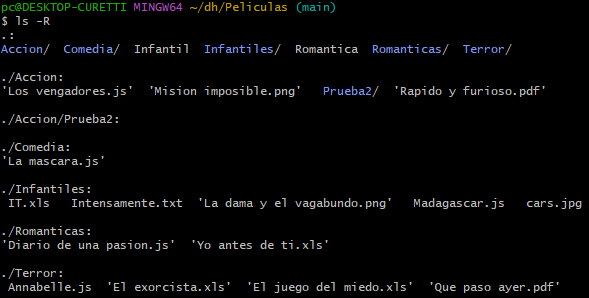 pc@DESKTOP-CURETTI MINGW64 ~/dh/Peliculas (main)
$ ls -R
.:
Accion/  Comedia/  Infantil  Infantiles/  Romantica  Romanticas/  Terror/

./Accion:
'Los vengadores.js'  'Mision imposible.png'   Prueba2/  'Rapido y furioso.pdf'

./Accion/Prueba2:

./Comedia:
'La mascara.js'

./Infantiles:
 IT.xls   Intensamente.txt  'La dama y el vagabundo.png'   Madagascar.js   cars.jpg

./Romanticas:
'Diario de una pasion.js'  'Yo antes de ti.xls'

./Terror:
 Annabelle.js  'El exorcista.xls'  'El juego del miedo.xls'  'Que paso ayer.pdf'